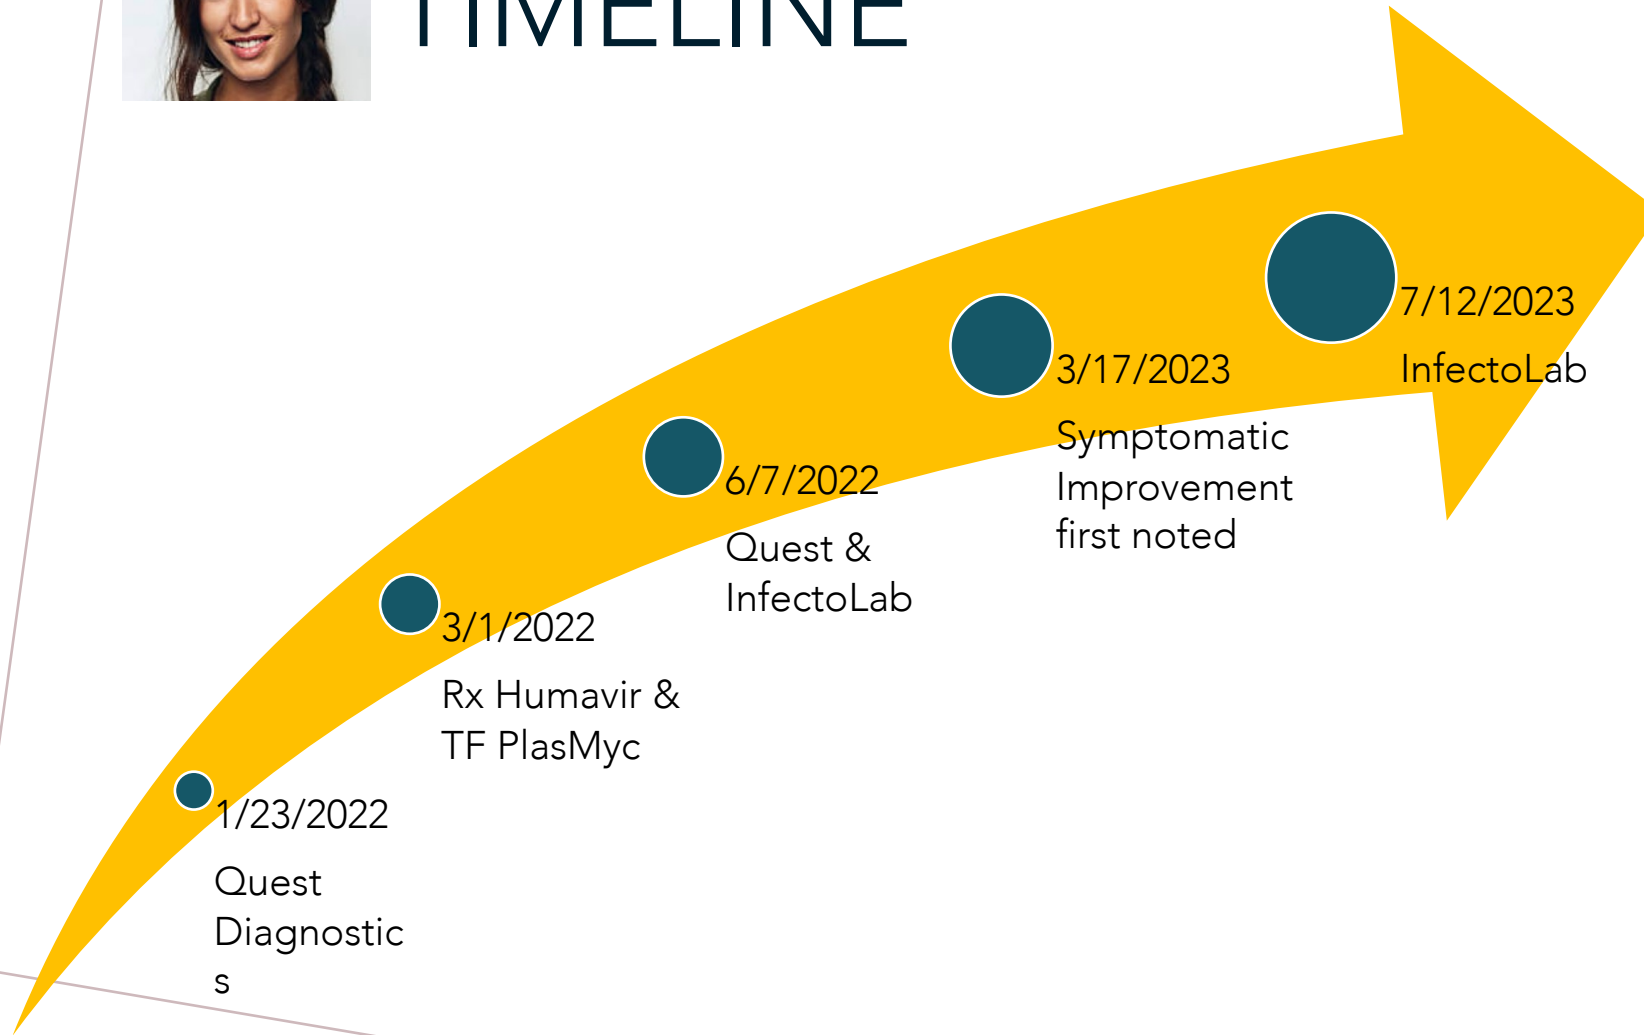 TIMELINE
7/12/2023
InfectoLab
3/17/2023
Symptomatic
Improvement
first noted
6/7/2022
Quest &
InfectoLab
3/1/2022
Rx Humavir &
TF PlasMyc
1/23/2022
Quest
Diagnostic
s